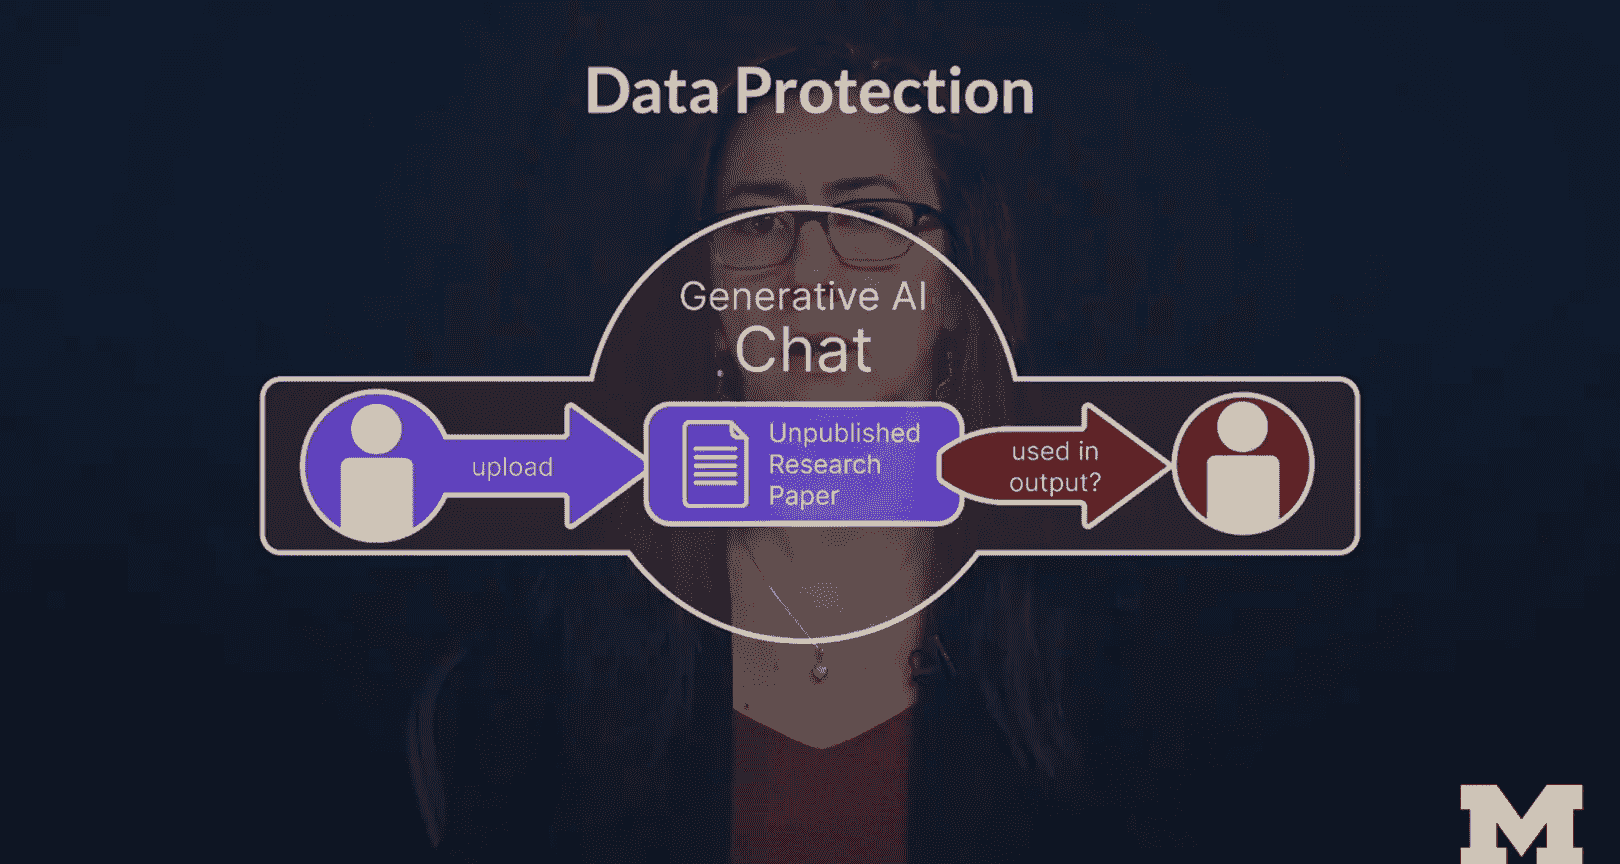 Data Protection
Generative AI
Chat
upload
Unpublished
Research
Paper
used in
output?
M